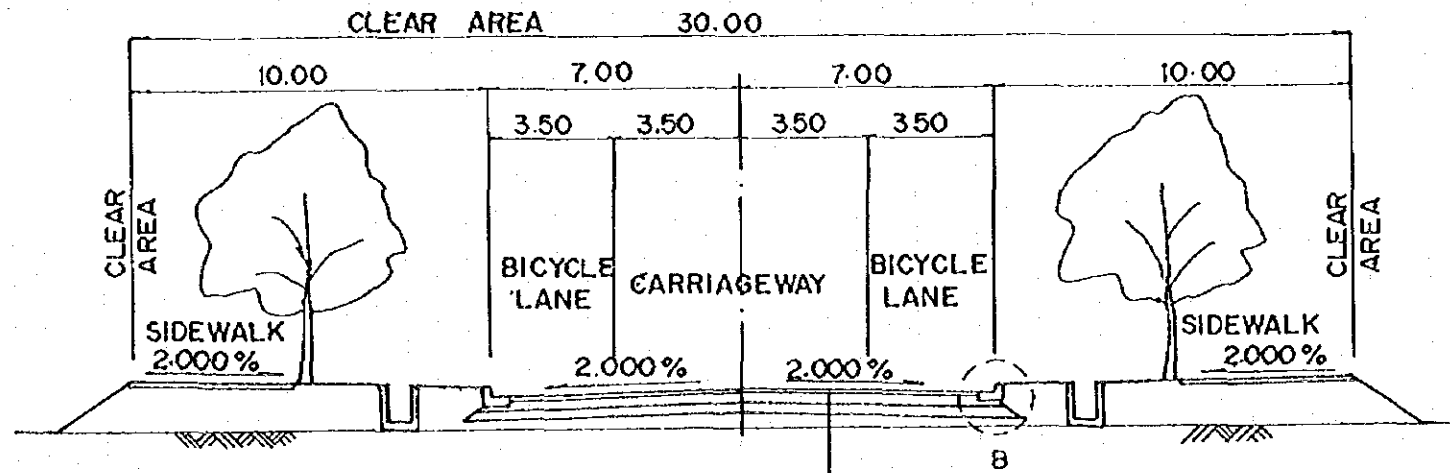 CLEAR AREA 30.00
10.00 7.00 7.00 10.00
3.50 3.50 3.50 3.50
CLEAR
AREA
BICYCLE
LANE
CARRIAGEWAY
BICYCLE
LANE
CLEAR
AREA
SIDEWALK
2.000%
2.000%
2.000%
SIDEWALK
2.000%
B